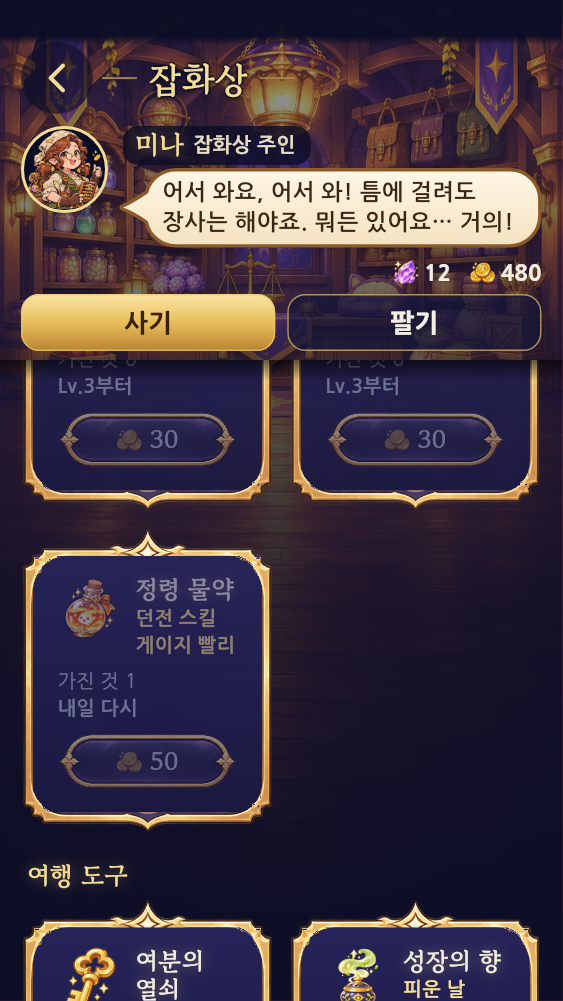 잡화상
미나 잡화상 주인
어서 와요, 어서 와! 틈에 걸려도
장사는 해야죠. 뭐든 있어요… 거의!
12 480
사기 팔기
Lv.3부터 Lv.3부터
30 30
정령 물약
던전 스킬
게이지 빨리
가진 것 1
내일 다시
50
여행 도구
여분의
열쇠
성장의 향
피운 날